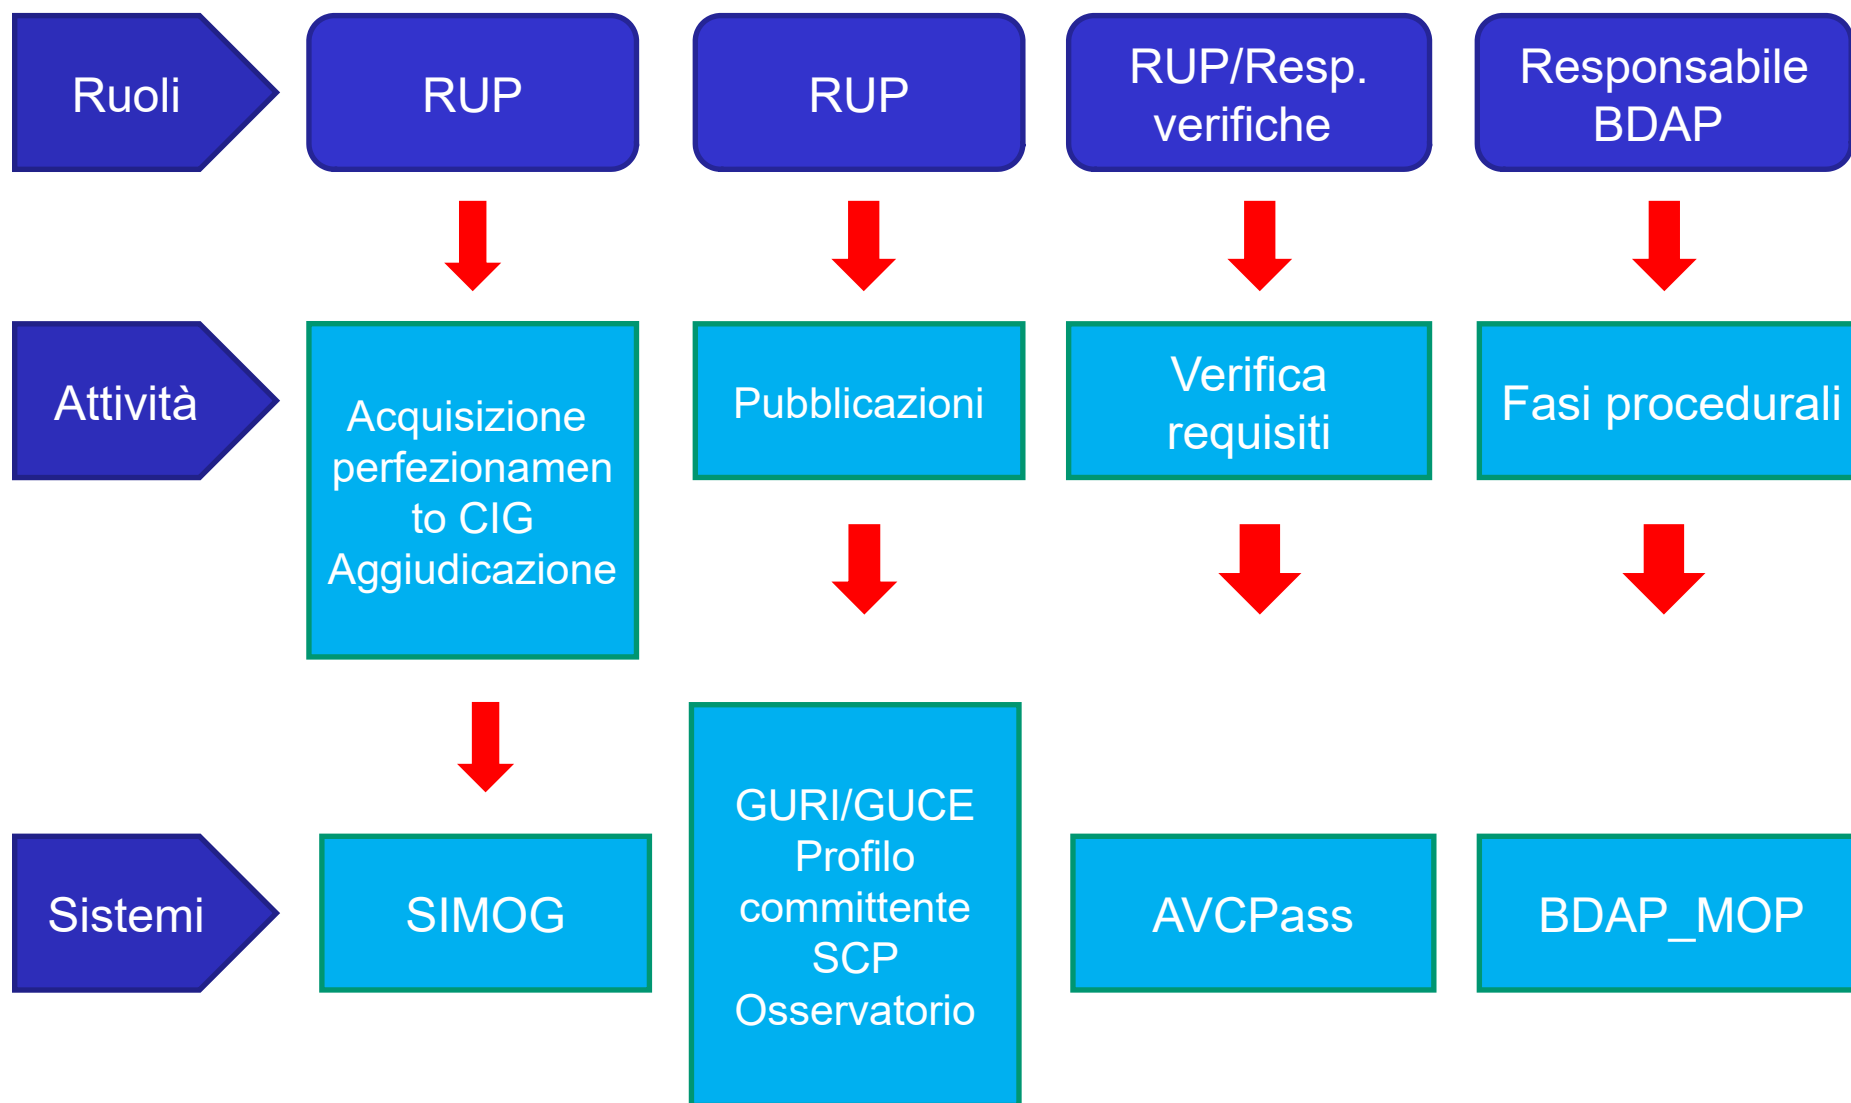 Ruoli
RUP
RUP
RUP/Resp.
verifiche
Responsabile
BDAP
Attività
Acquisizione
perfezionamen
to CIG
Aggiudicazione
Pubblicazioni
Verifica
requisiti
Fasi procedurali
Sistemi
SIMOG
GURI/GUCE
Profilo
committente
SCP
Osservatorio
AVCPass
BDAP_MOP